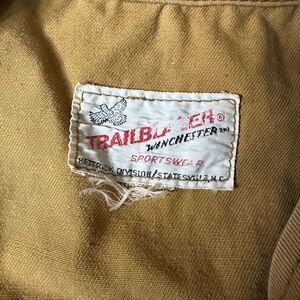 TRAILBLAZER®
WINCHESTER
SPORTSWEAR
HETTRICK DIVISION/STATESVILLE, N.C.